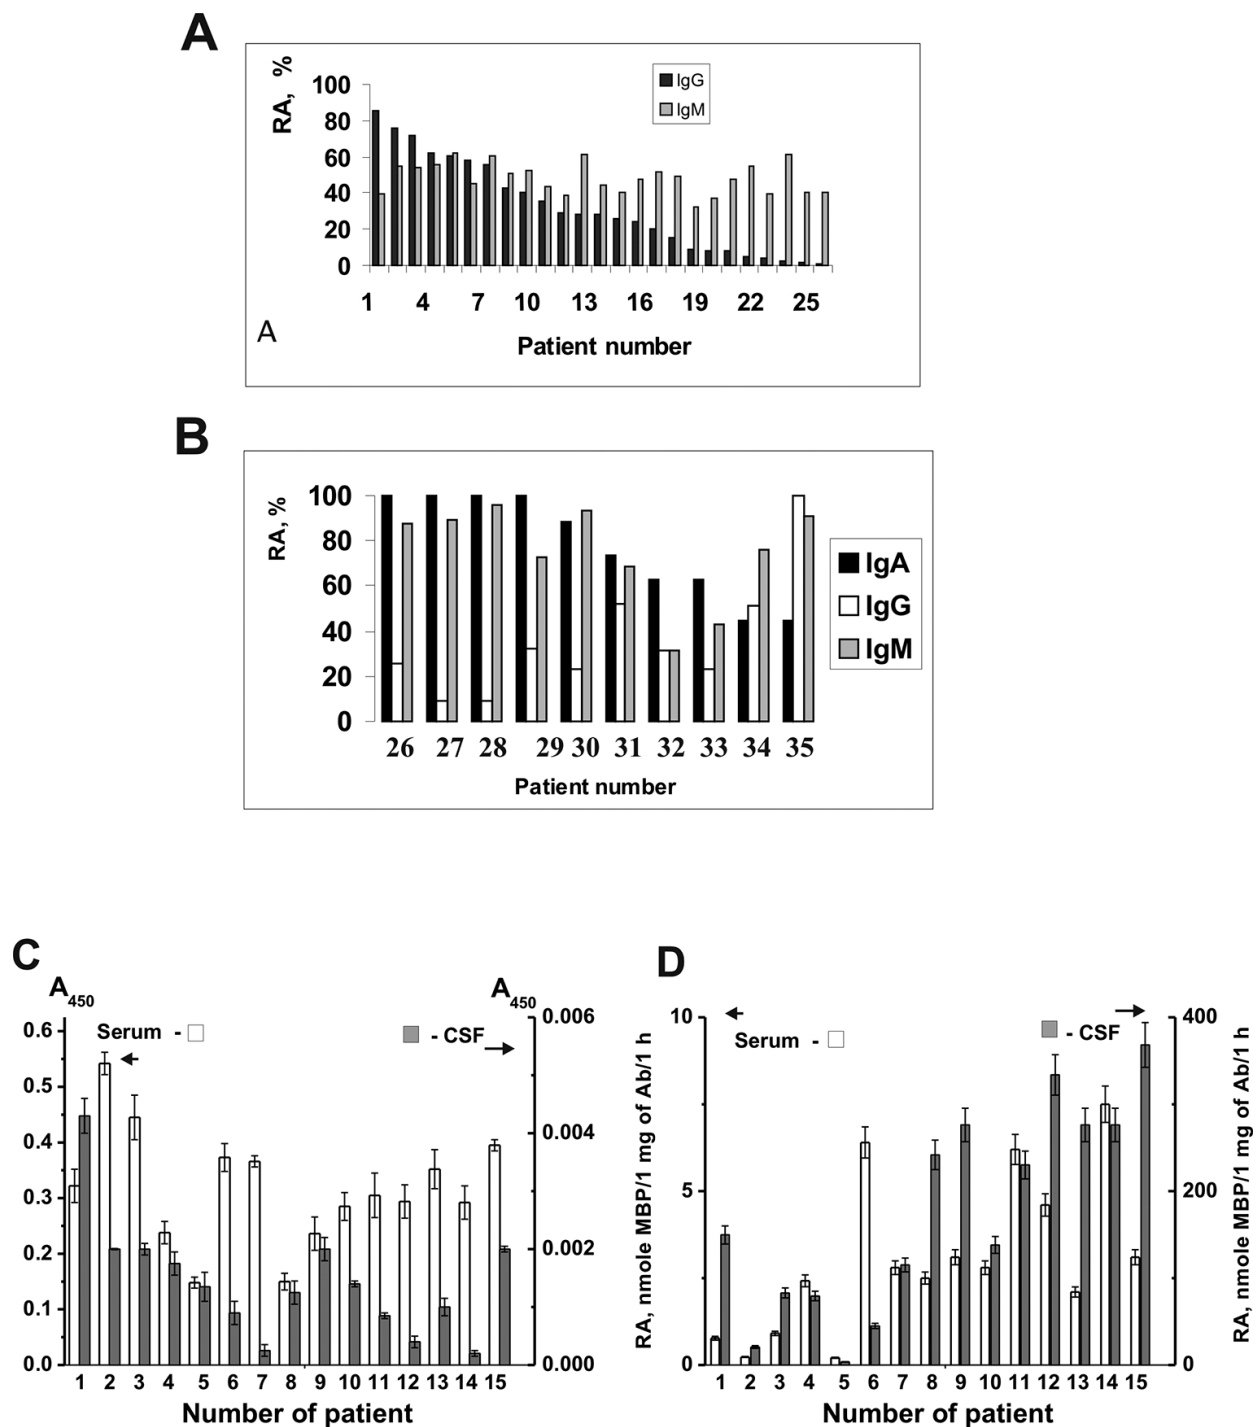 A
RA, %
100
80
60
40
20
0
IgG
IgM
1 4 7 10 13 16 19 22 25
A
Patient number
B
RA, %
100
80
60
40
20
0
IgA
IgG
IgM
26 27 28 29 30 31 32 33 34 35
Patient number
C
A450
A450
Serum -
- CSF
0.6
0.5
0.4
0.3
0.2
0.1
0.0
0.006
0.004
0.002
0.000
1 2 3 4 5 6 7 8 9 10 11 12 13 14 15
Number of patient
D
RA, nmole MBP/1 mg of Ab/1 h
10
5
0
Serum -
- CSF
400
200
0
RA, nmole MBP/1 mg of Ab/1 h
1 2 3 4 5 6 7 8 9 10 11 12 13 14 15
Number of patient